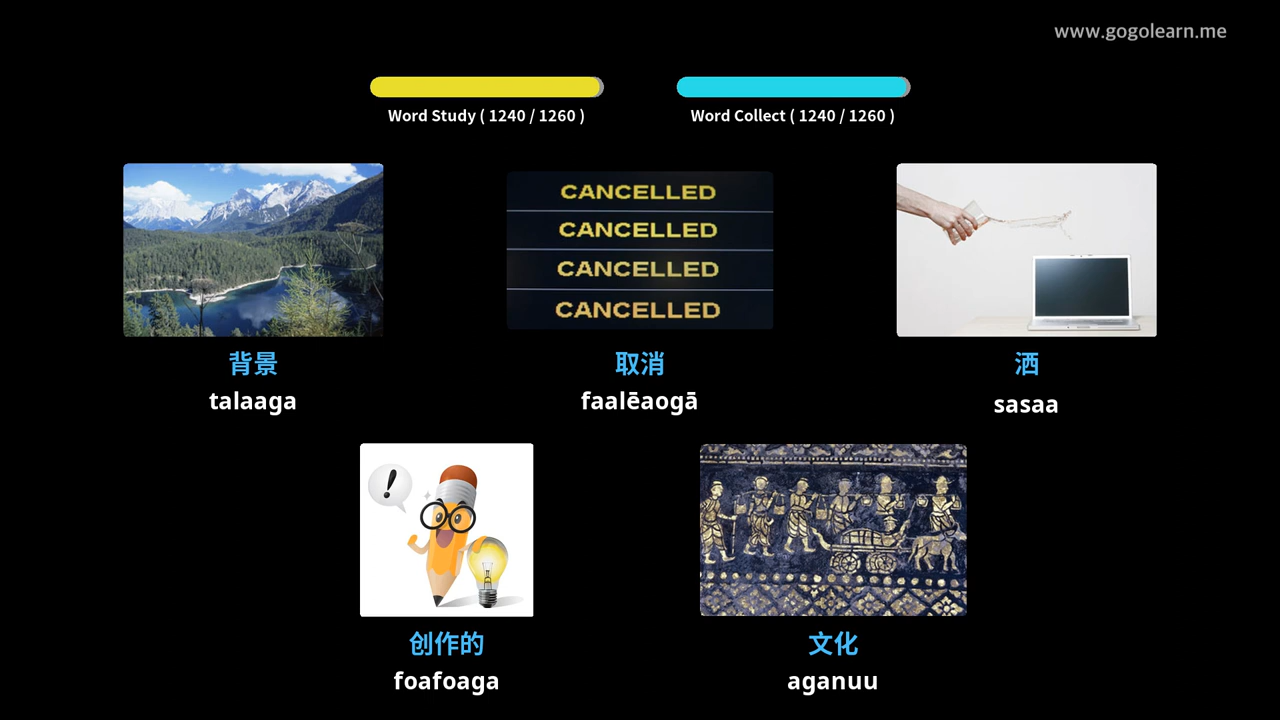 www.gogolearn.me
Word Study ( 1240 / 1260 )
Word Collect ( 1240 / 1260 )
CANCELLED
CANCELLED
CANCELLED
CANCELLED
背景
talaaga
取消
faalēaogā
洒
sasaa
!
创作的
foafoaga
文化
aganuu